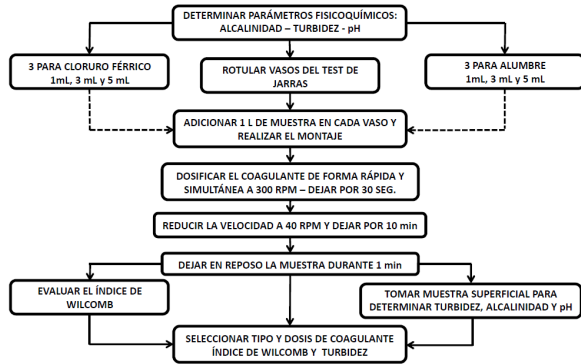 DETERMINAR PARÁMETROS FISICOQUÍMICOS:
ALCALINIDAD – TURBIDEZ - pH
3 PARA CLORURO FÉRRICO
1mL, 3 mL y 5 mL
ROTULAR VASOS DEL TEST DE
JARRAS
3 PARA ALUMBRE
1mL, 3 mL y 5 mL
ADICIONAR 1 L DE MUESTRA EN CADA VASO Y
REALIZAR EL MONTAJE
DOSIFICAR EL COAGULANTE DE FORMA RÁPIDA Y
SIMULTÁNEA A 300 RPM – DEJAR POR 30 SEG.
REDUCIR LA VELOCIDAD A 40 RPM Y DEJAR POR 10 min
DEJAR EN REPOSO LA MUESTRA DURANTE 1 min
EVALUAR EL ÍNDICE DE
WILCOMB
TOMAR MUESTRA SUPERFICIAL PARA
DETERMINAR TURBIDEZ, ALCALINIDAD Y pH
SELECCIONAR TIPO Y DOSIS DE COAGULANTE
ÍNDICE DE WILCOMB Y TURBIDEZ